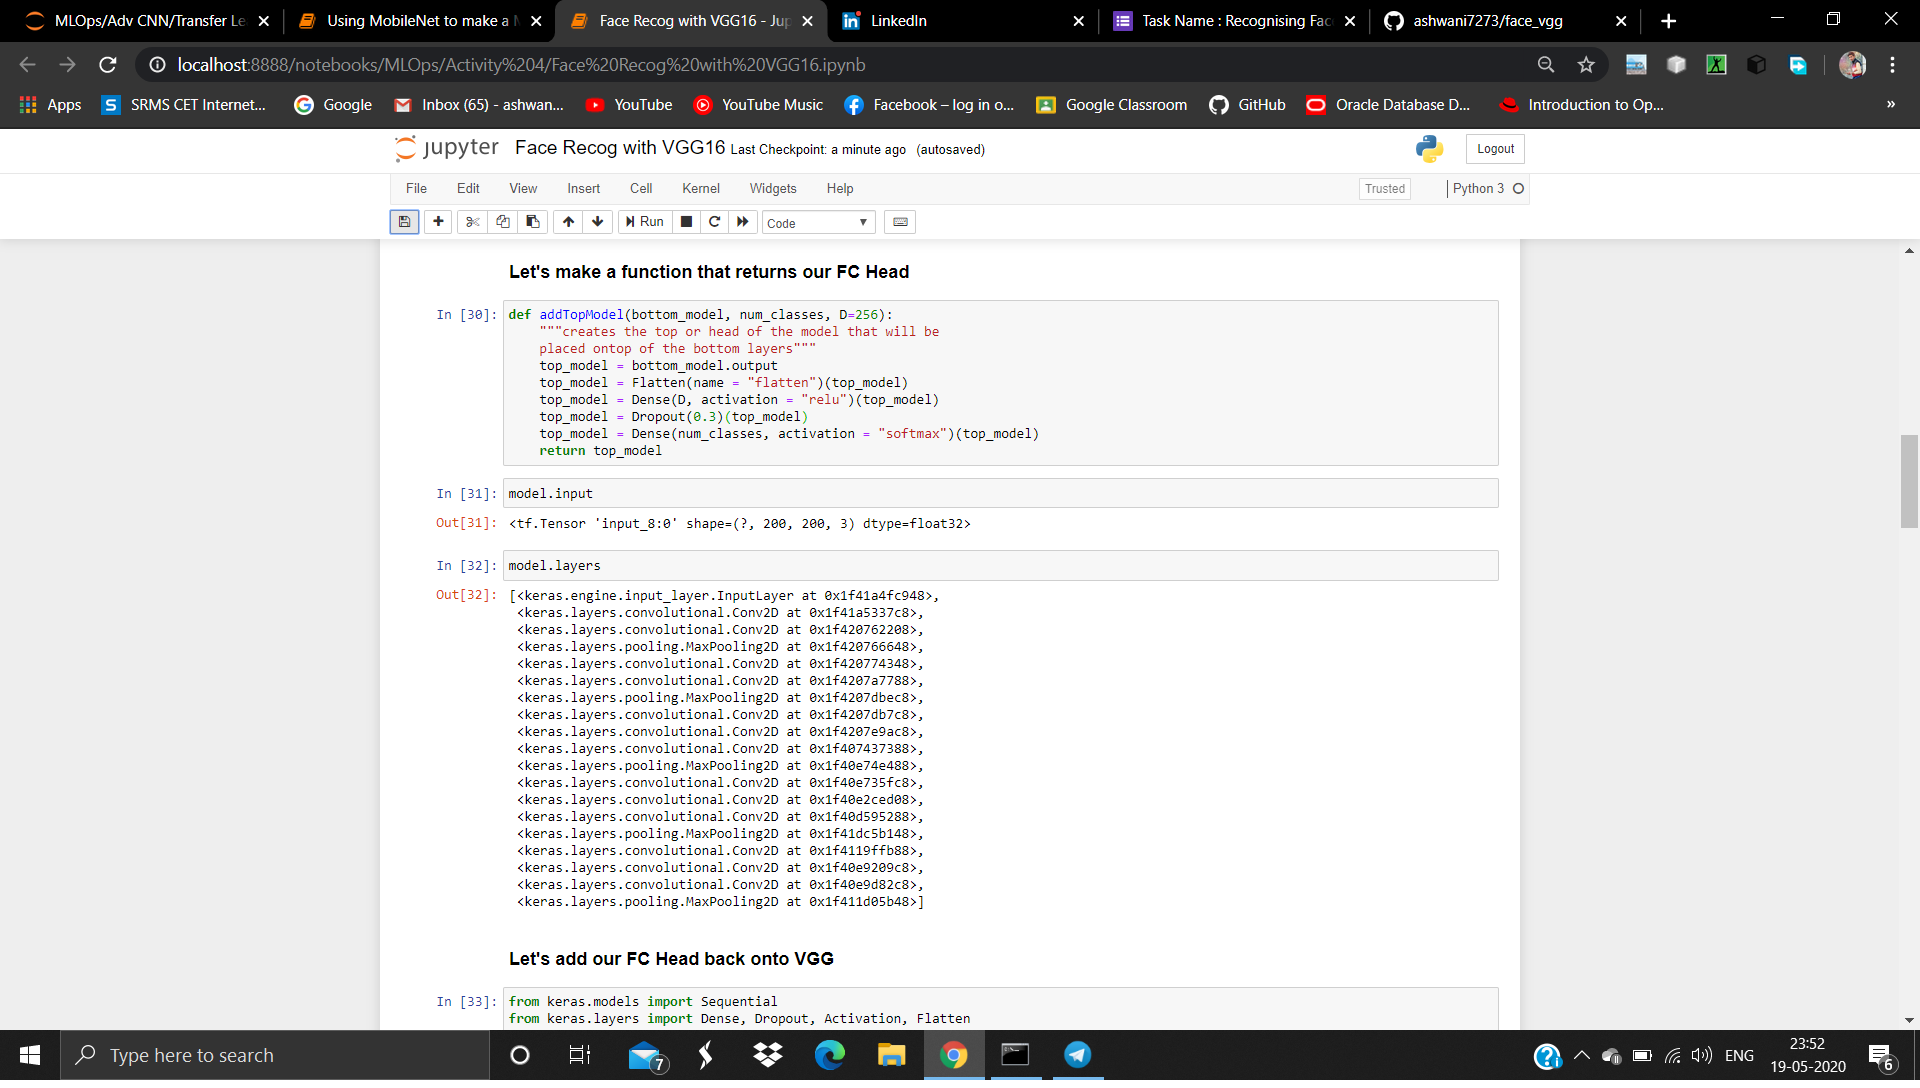 MLOps/Adv CNN/Transfer Le
Using MobileNet to make a M
Face Recog with VGG16 - Jup
LinkedIn
Task Name : Recognising Fac
ashwani7273/face_vgg
localhost:8888/notebooks/MLOps/Activity%204/Face%20Recog%20with%20VGG16.ipynb
Apps
SRMS CET Internet...
Google
Inbox (65) - ashwan...
YouTube
YouTube Music
Facebook – log in o...
Google Classroom
GitHub
Oracle Database D...
Introduction to Op...
»
jupyter Face Recog with VGG16 Last Checkpoint: a minute ago (autosaved)
Logout
File Edit View Insert Cell Kernel Widgets Help
Trusted
Python 3
Run
Code
Let's make a function that returns our FC Head
In [30]: def addTopModel(bottom_model, num_classes, D=256):
"""creates the top or head of the model that will be
placed ontop of the bottom layers"""
top_model = bottom_model.output
top_model = Flatten(name = "flatten")(top_model)
top_model = Dense(D, activation = "relu")(top_model)
top_model = Dropout(0.3)(top_model)
top_model = Dense(num_classes, activation = "softmax")(top_model)
return top_model
In [31]: model.input
Out[31]: <tf.Tensor 'input_8:0' shape=(?, 200, 200, 3) dtype=float32>
In [32]: model.layers
Out[32]: [<keras.engine.input_layer.InputLayer at 0x1f41a4fc948>,
<keras.layers.convolutional.Conv2D at 0x1f41a5337c8>,
<keras.layers.convolutional.Conv2D at 0x1f420762208>,
<keras.layers.pooling.MaxPooling2D at 0x1f420766648>,
<keras.layers.convolutional.Conv2D at 0x1f420774348>,
<keras.layers.convolutional.Conv2D at 0x1f4207a7788>,
<keras.layers.pooling.MaxPooling2D at 0x1f4207dbec8>,
<keras.layers.convolutional.Conv2D at 0x1f4207db7c8>,
<keras.layers.convolutional.Conv2D at 0x1f4207e9ac8>,
<keras.layers.convolutional.Conv2D at 0x1f407437388>,
<keras.layers.pooling.MaxPooling2D at 0x1f40e74e488>,
<keras.layers.convolutional.Conv2D at 0x1f40e735fc8>,
<keras.layers.convolutional.Conv2D at 0x1f40e2ced08>,
<keras.layers.convolutional.Conv2D at 0x1f40d595288>,
<keras.layers.pooling.MaxPooling2D at 0x1f41dc5b148>,
<keras.layers.convolutional.Conv2D at 0x1f4119ffb88>,
<keras.layers.convolutional.Conv2D at 0x1f40e9209c8>,
<keras.layers.convolutional.Conv2D at 0x1f40e9d82c8>,
<keras.layers.pooling.MaxPooling2D at 0x1f411d05b48>]
Let's add our FC Head back onto VGG
In [33]: from keras.models import Sequential
from keras.layers import Dense, Dropout, Activation, Flatten
Type here to search
7
ENG
23:52
19-05-2020
6